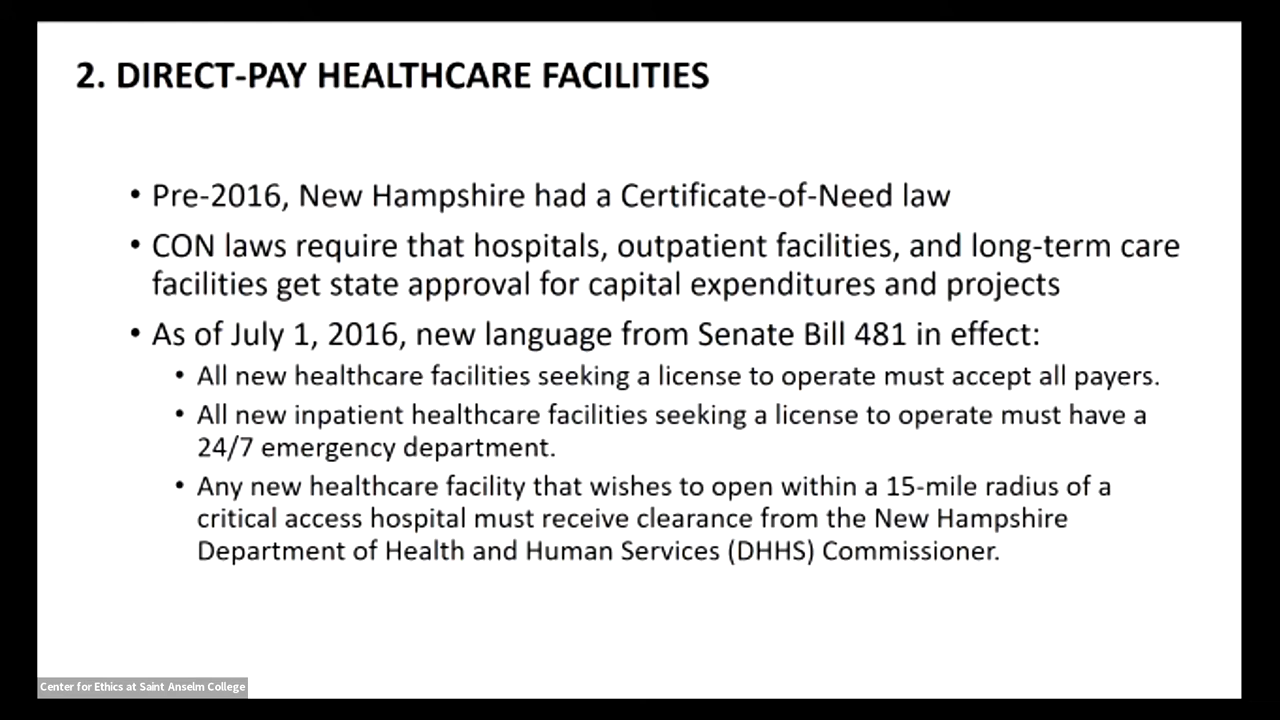 2. DIRECT-PAY HEALTHCARE FACILITIES
• Pre-2016, New Hampshire had a Certificate-of-Need law
• CON laws require that hospitals, outpatient facilities, and long-term care
facilities get state approval for capital expenditures and projects
• As of July 1, 2016, new language from Senate Bill 481 in effect:
• All new healthcare facilities seeking a license to operate must accept all payers.
• All new inpatient healthcare facilities seeking a license to operate must have a
24/7 emergency department.
• Any new healthcare facility that wishes to open within a 15-mile radius of a
critical access hospital must receive clearance from the New Hampshire
Department of Health and Human Services (DHHS) Commissioner.
Center for Ethics at Saint Anselm College